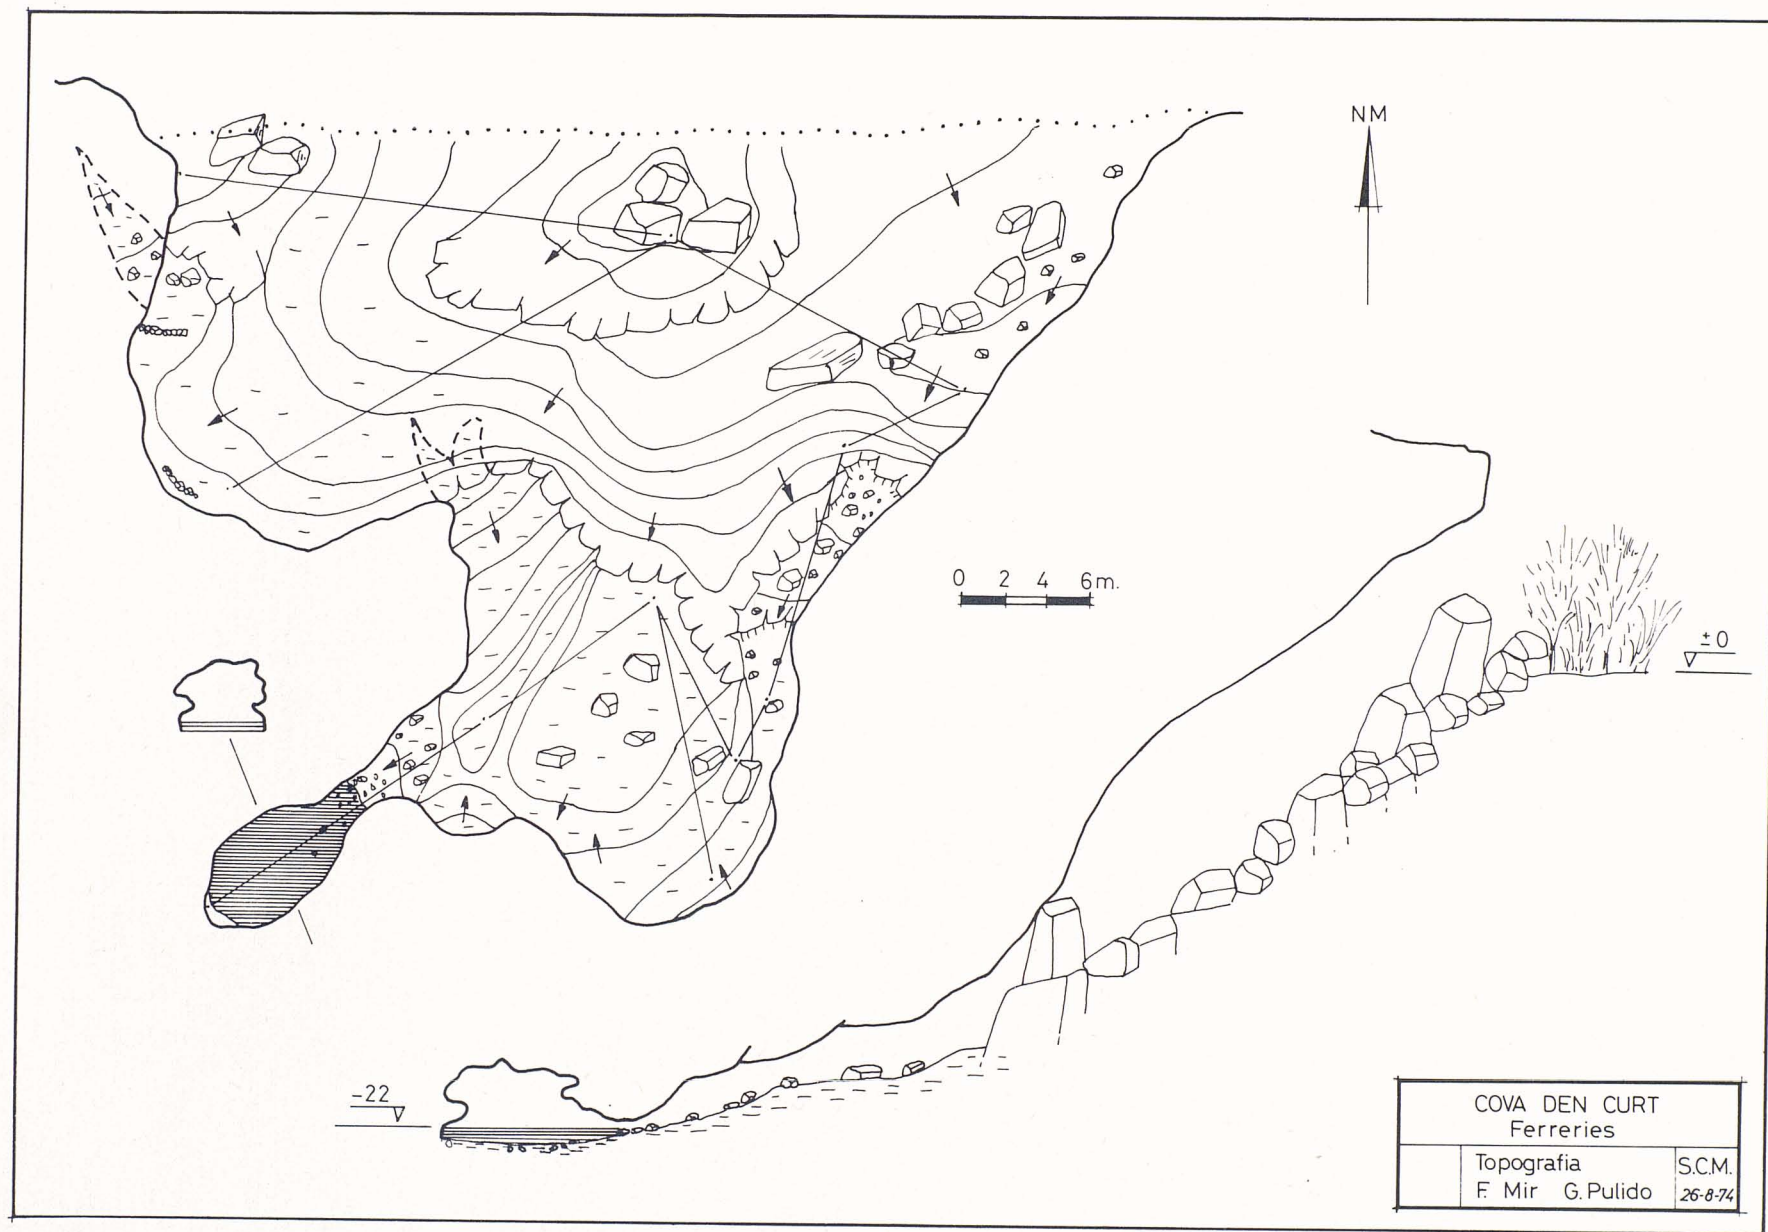 NM
0 2 4 6m.
±0
-22
COVA DEN CURT
Ferreries
Topografia
F. Mir G. Pulido
S.C.M.
26-8-74